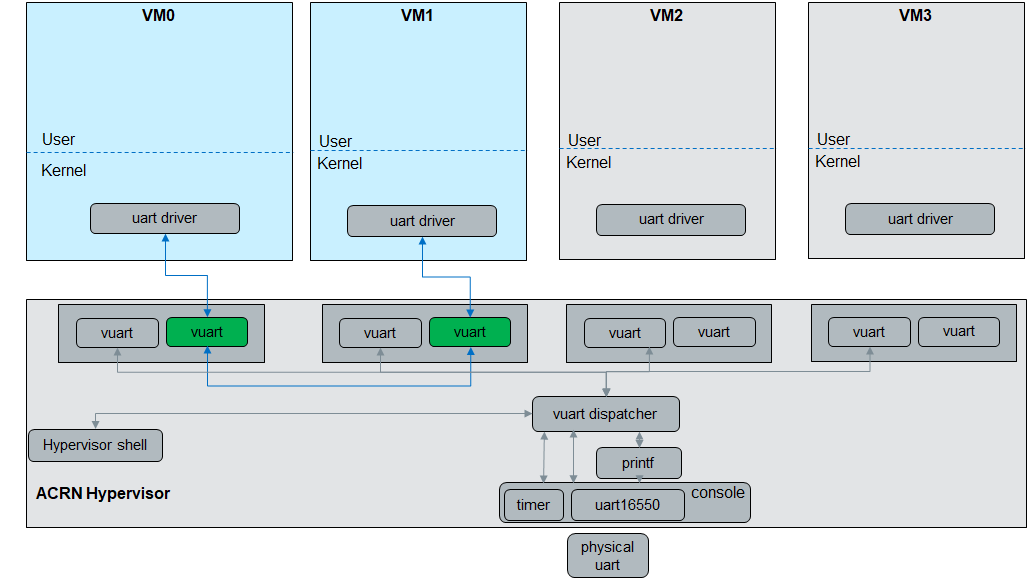 VM0
VM1
VM2
VM3
User
Kernel
User
Kernel
User
Kernel
User
Kernel
uart driver
uart driver
uart driver
uart driver
vuart
vuart
vuart
vuart
vuart
vuart
vuart
vuart
vuart dispatcher
Hypervisor shell
printf
ACRN Hypervisor
console
timer
uart16550
physical
uart